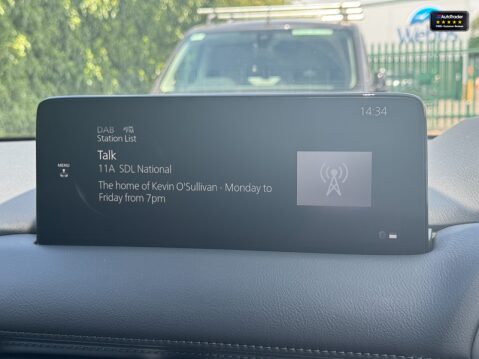 AutoTrader
14:34
DAB
Station List
Talk
MENU
11A SDL National
The home of Kevin O'Sullivan - Monday to
Friday from 7pm